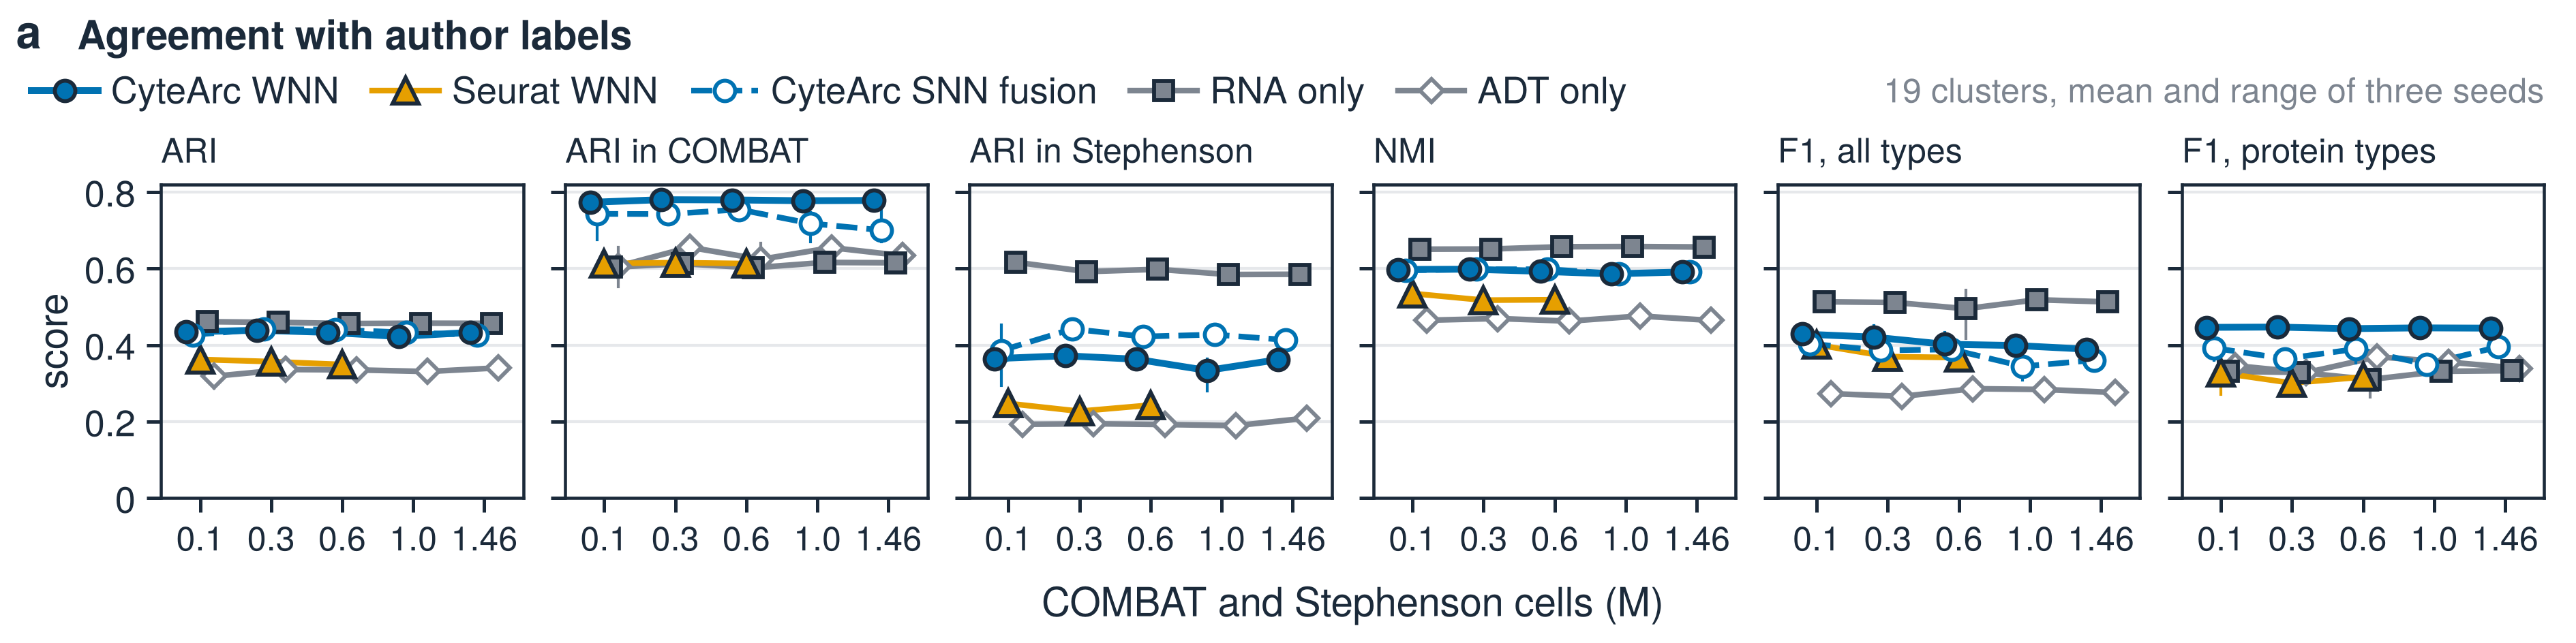 a Agreement with author labels
CyteArc WNN Seurat WNN CyteArc SNN fusion RNA only ADT only 19 clusters, mean and range of three seeds
ARI ARI in COMBAT ARI in Stephenson NMI F1, all types F1, protein types
0.8
0.6
0.4
0.2
0
score
0.1 0.3 0.6 1.0 1.46 0.1 0.3 0.6 1.0 1.46 0.1 0.3 0.6 1.0 1.46 0.1 0.3 0.6 1.0 1.46 0.1 0.3 0.6 1.0 1.46 0.1 0.3 0.6 1.0 1.46
COMBAT and Stephenson cells (M)